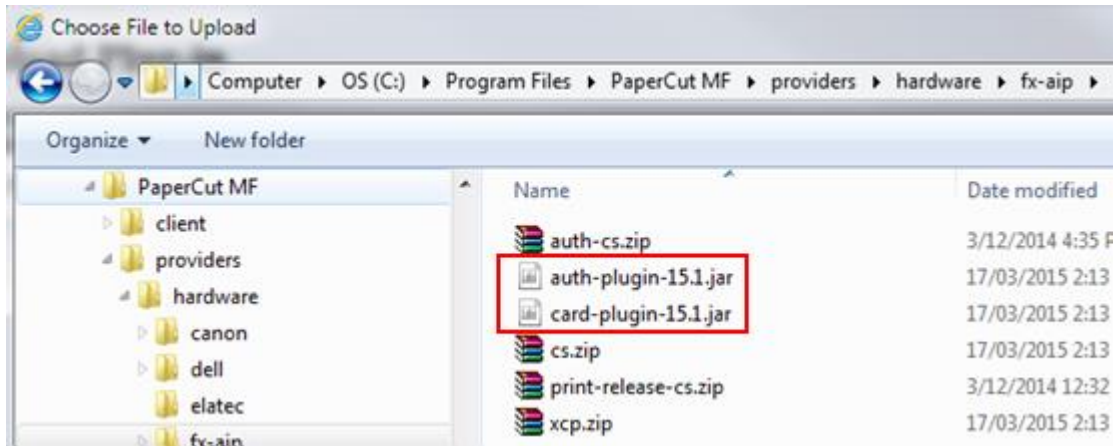 Choose File to Upload
Computer ▸ OS (C:) ▸ Program Files ▸ PaperCut MF ▸ providers ▸ hardware ▸ fx-aip ▸
Organize ▾ New folder
PaperCut MF
client
providers
hardware
canon
dell
elatec
fx-aip
Name Date modified
auth-cs.zip 3/12/2014 4:35
auth-plugin-15.1.jar 17/03/2015 2:13
card-plugin-15.1.jar 17/03/2015 2:13
cs.zip 17/03/2015 2:13
print-release-cs.zip 3/12/2014 12:32
xcp.zip 17/03/2015 2:13